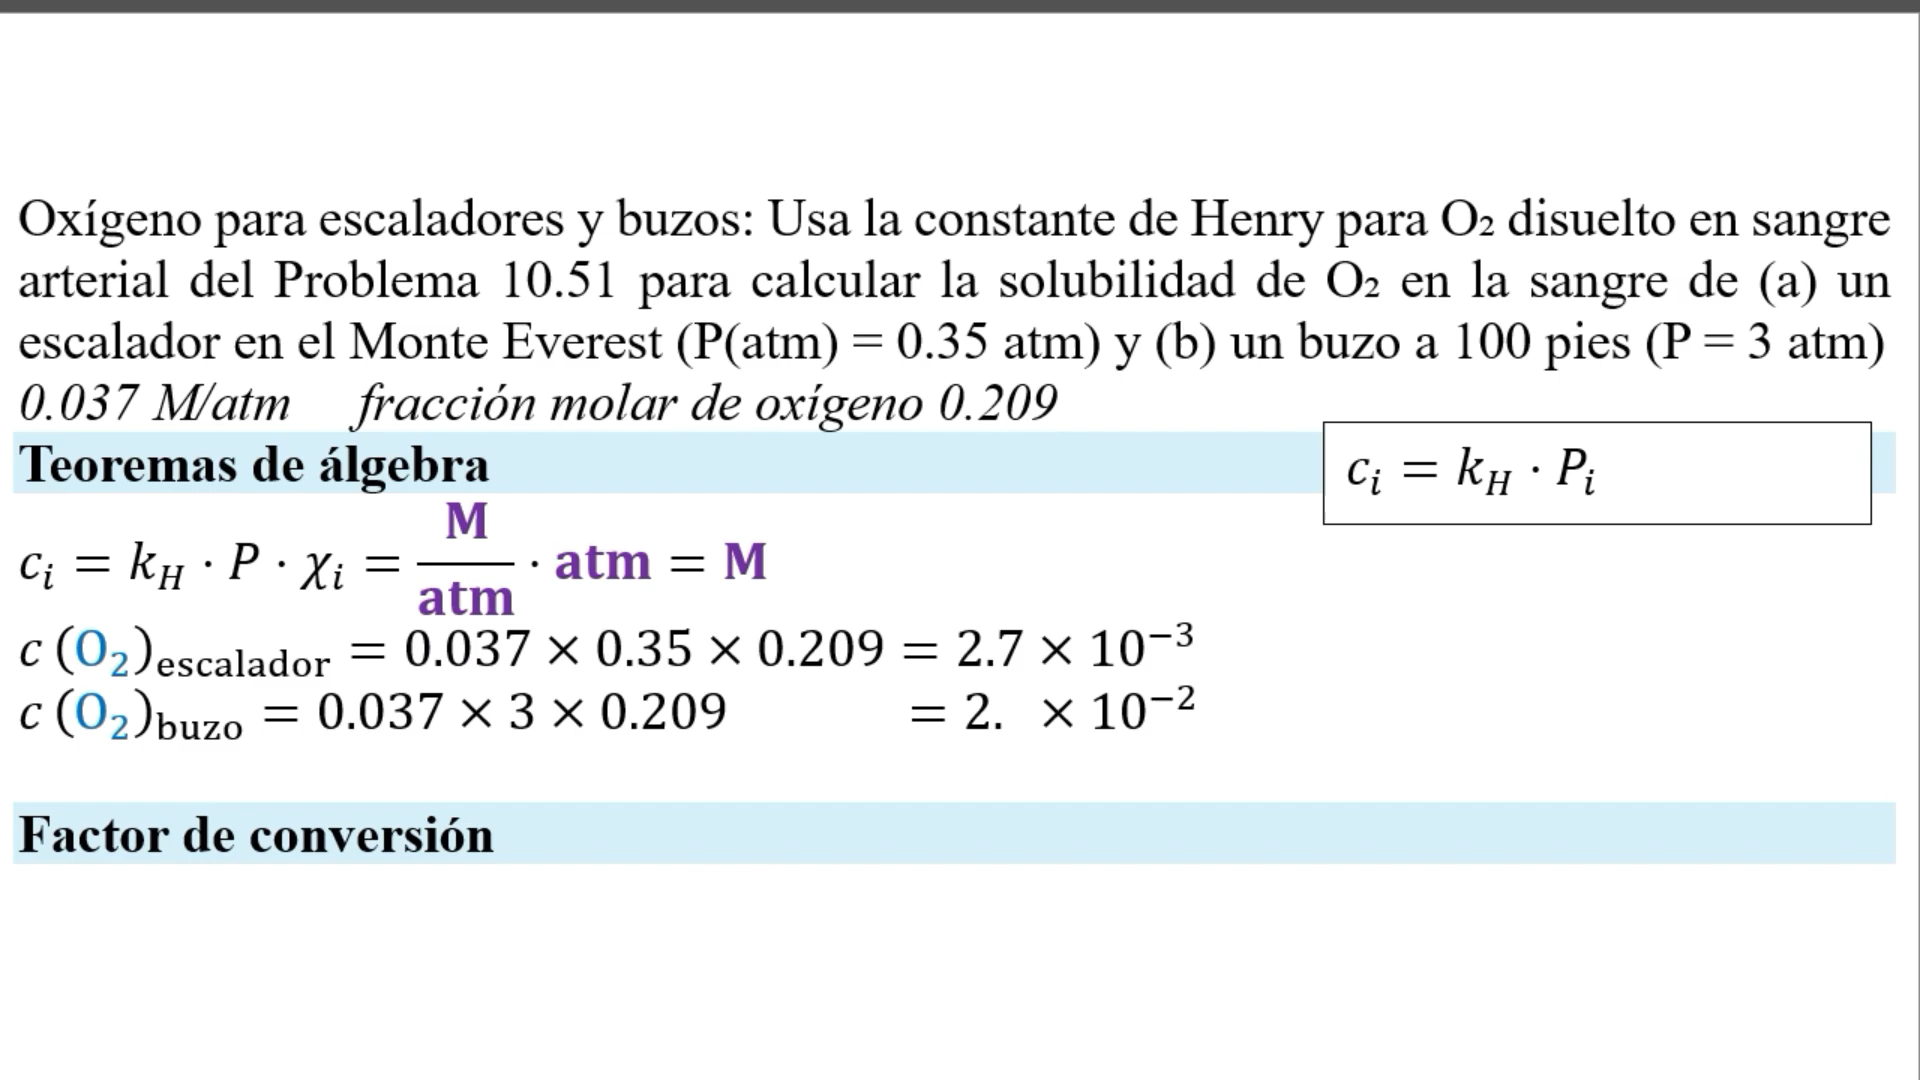 Oxígeno para escaladores y buzos: Usa la constante de Henry para O₂ disuelto en sangre
arterial del Problema 10.51 para calcular la solubilidad de O₂ en la sangre de (a) un
escalador en el Monte Everest (P(atm) = 0.35 atm) y (b) un buzo a 100 pies (P = 3 atm)
0.037 M/atm fracción molar de oxígeno 0.209
Teoremas de álgebra
cᵢ = k_H · Pᵢ
cᵢ = k_H · P · χᵢ = M/atm · atm = M
c (O₂)escalador = 0.037 × 0.35 × 0.209 = 2.7 × 10⁻³
c (O₂)buzo = 0.037 × 3 × 0.209 = 2. × 10⁻²
Factor de conversión